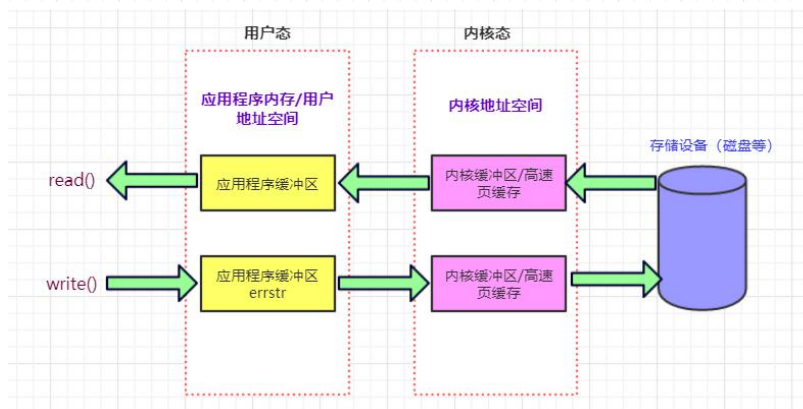 用户态
内核态
应用程序内存/用户
地址空间
内核地址空间
存储设备（磁盘等）
read()
应用程序缓冲区
内核缓冲区/高速
页缓存
write()
应用程序缓冲区
errstr
内核缓冲区/高速
页缓存